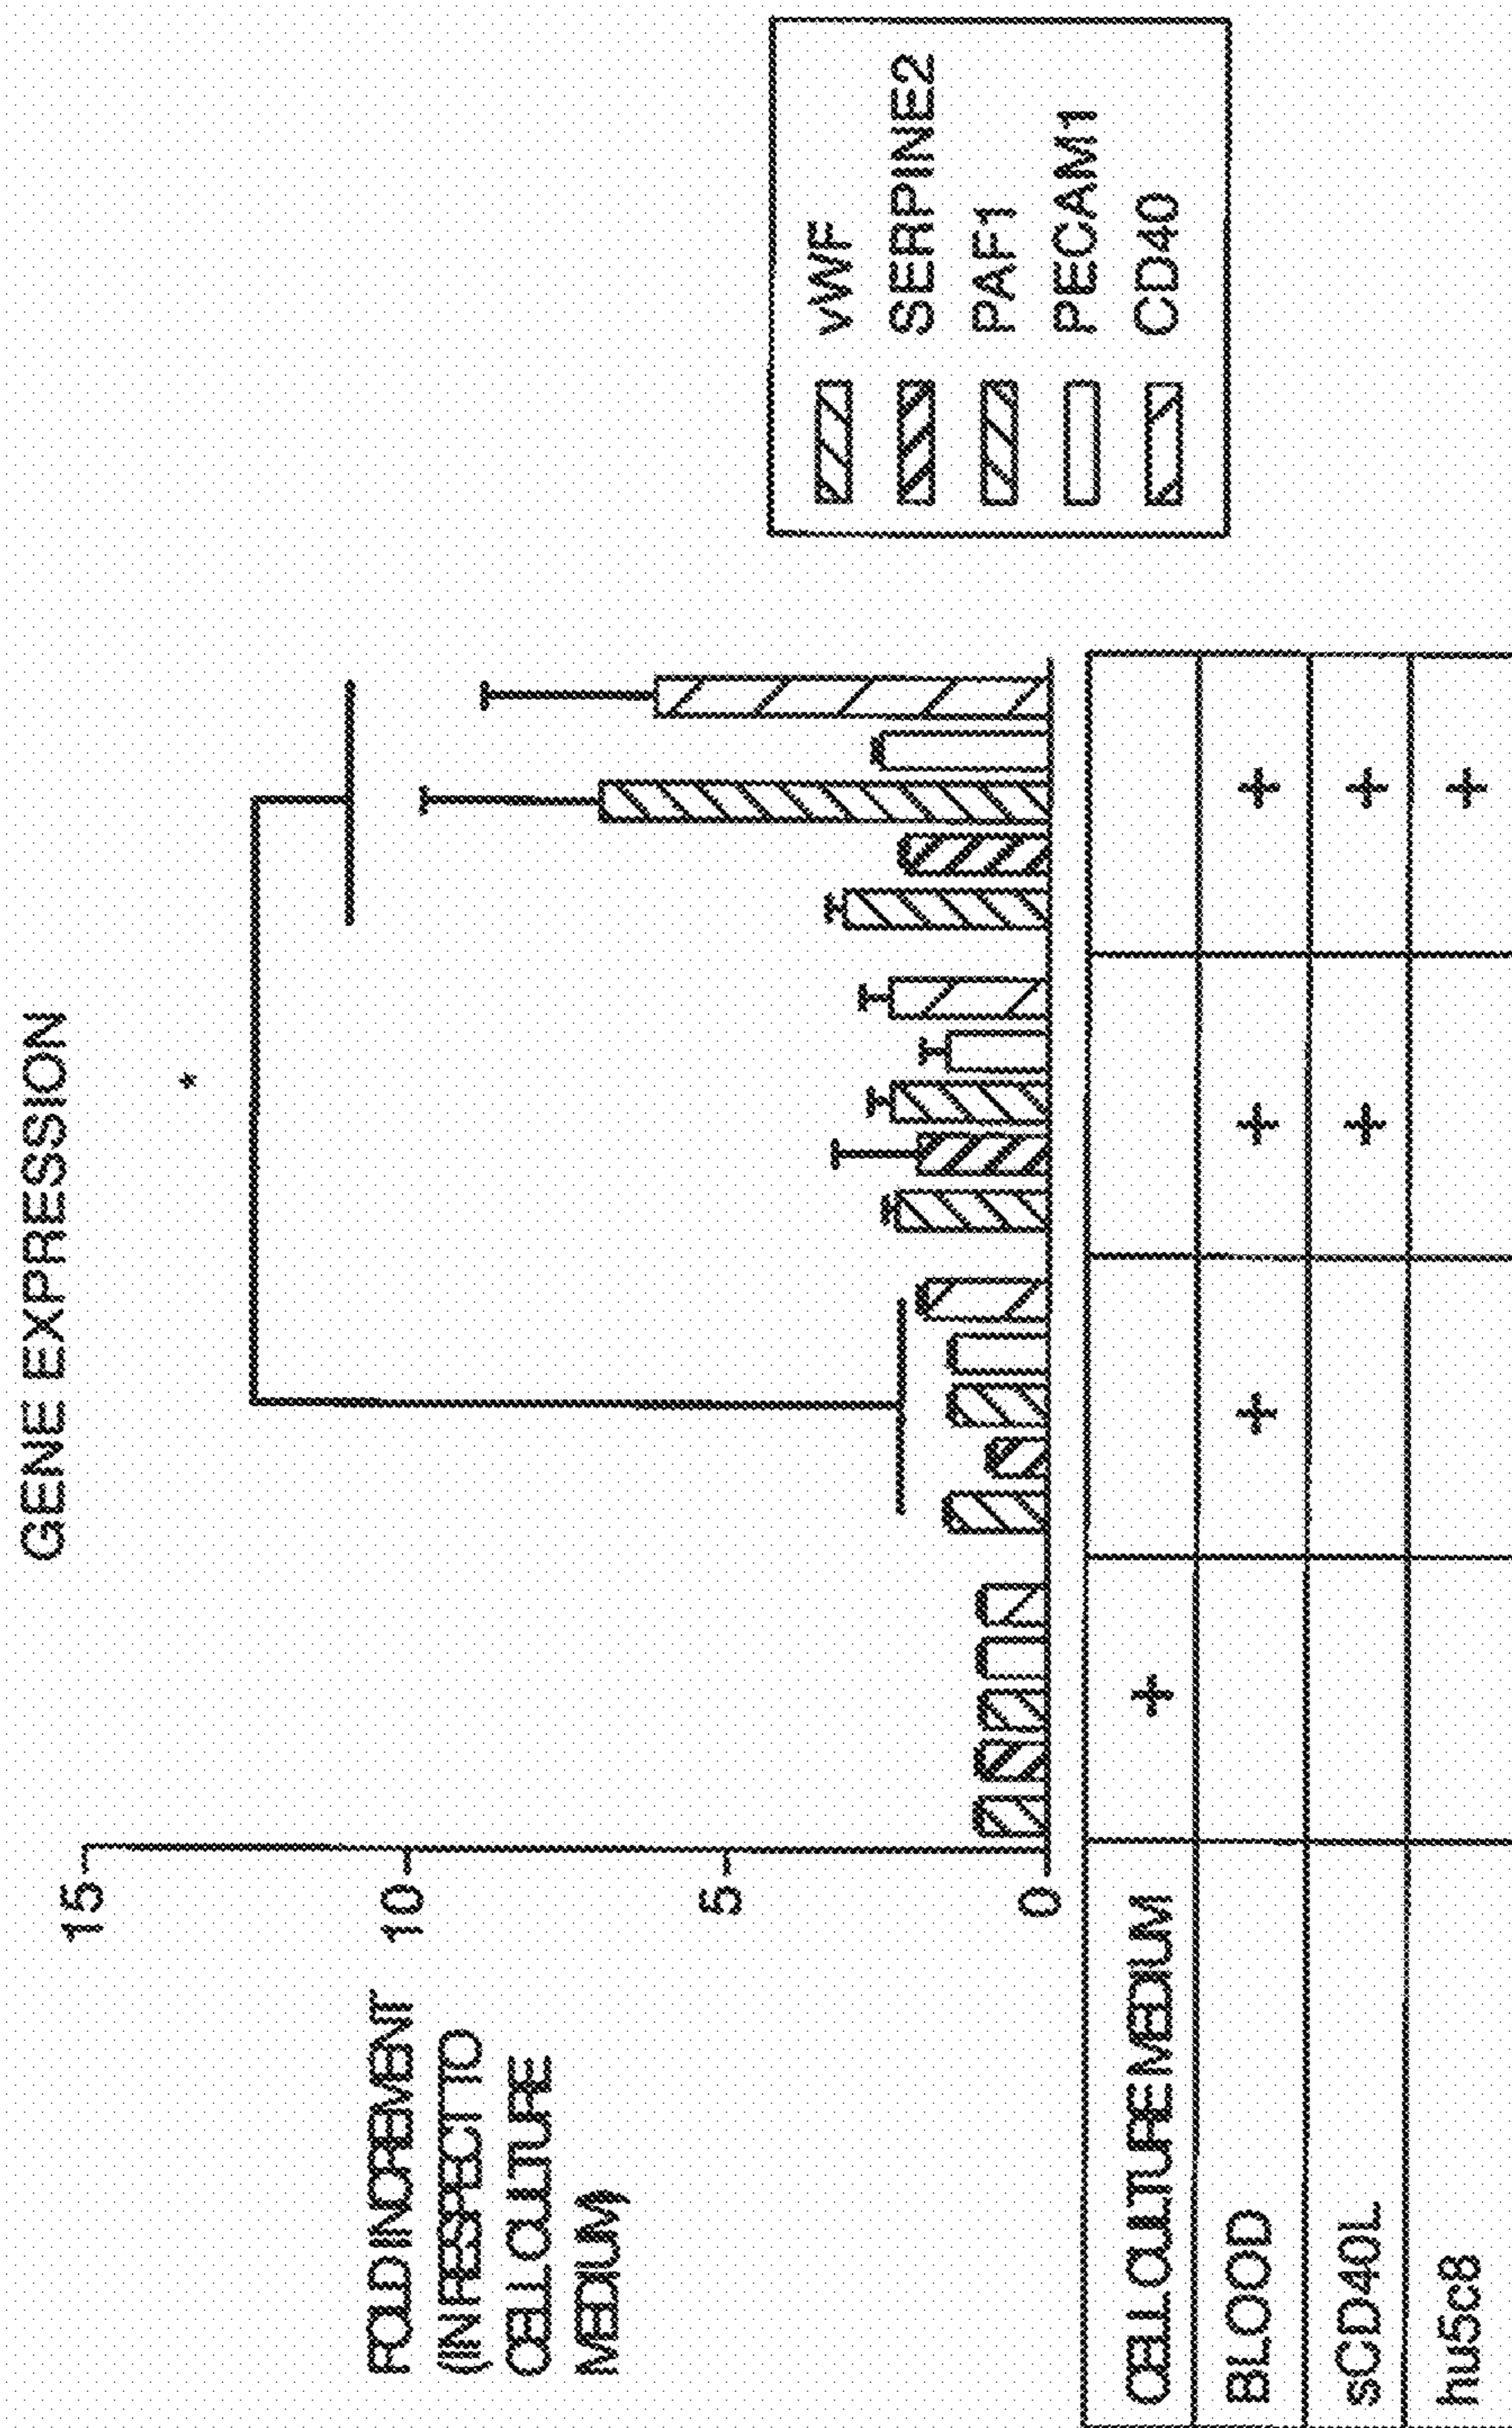 GENE EXPRESSION
*
FOLD INCREMENT
(IN RESPECT TO
CELL CULTURE
MEDIUM)
15
10
5
0
vWF
SERPINE2
PAF1
PECAM1
CD40
CELL CULTURE MEDIUM +
BLOOD + + +
sCD40L + +
hu5c8 +